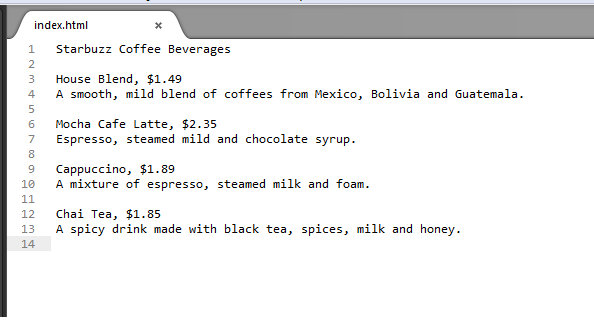 index.html ×
1 Starbuzz Coffee Beverages
2
3 House Blend, $1.49
4 A smooth, mild blend of coffees from Mexico, Bolivia and Guatemala.
5
6 Mocha Cafe Latte, $2.35
7 Espresso, steamed mild and chocolate syrup.
8
9 Cappuccino, $1.89
10 A mixture of espresso, steamed milk and foam.
11
12 Chai Tea, $1.85
13 A spicy drink made with black tea, spices, milk and honey.
14